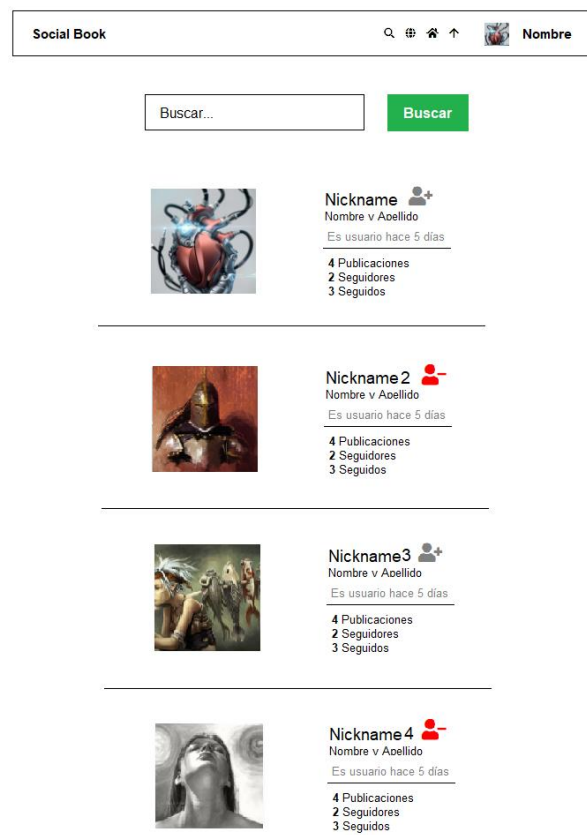 Social Book
Nombre
Buscar...
Buscar
Nickname
Nombre y Apellido
Es usuario hace 5 días
4 Publicaciones
2 Seguidores
3 Seguidos
Nickname2
Nombre y Apellido
Es usuario hace 5 días
4 Publicaciones
2 Seguidores
3 Seguidos
Nickname3
Nombre y Apellido
Es usuario hace 5 días
4 Publicaciones
2 Seguidores
3 Seguidos
Nickname4
Nombre y Apellido
Es usuario hace 5 días
4 Publicaciones
2 Seguidores
3 Seguidos